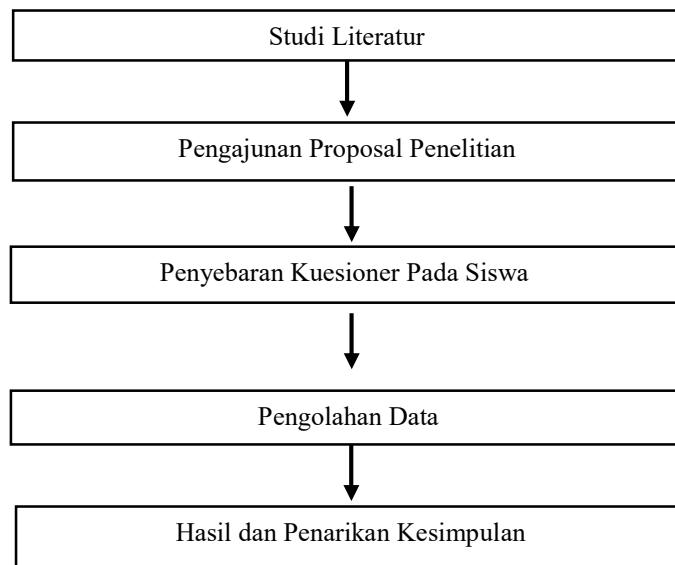 Studi Literatur
Pengajunan Proposal Penelitian
Penyebaran Kuesioner Pada Siswa
Pengolahan Data
Hasil dan Penarikan Kesimpulan